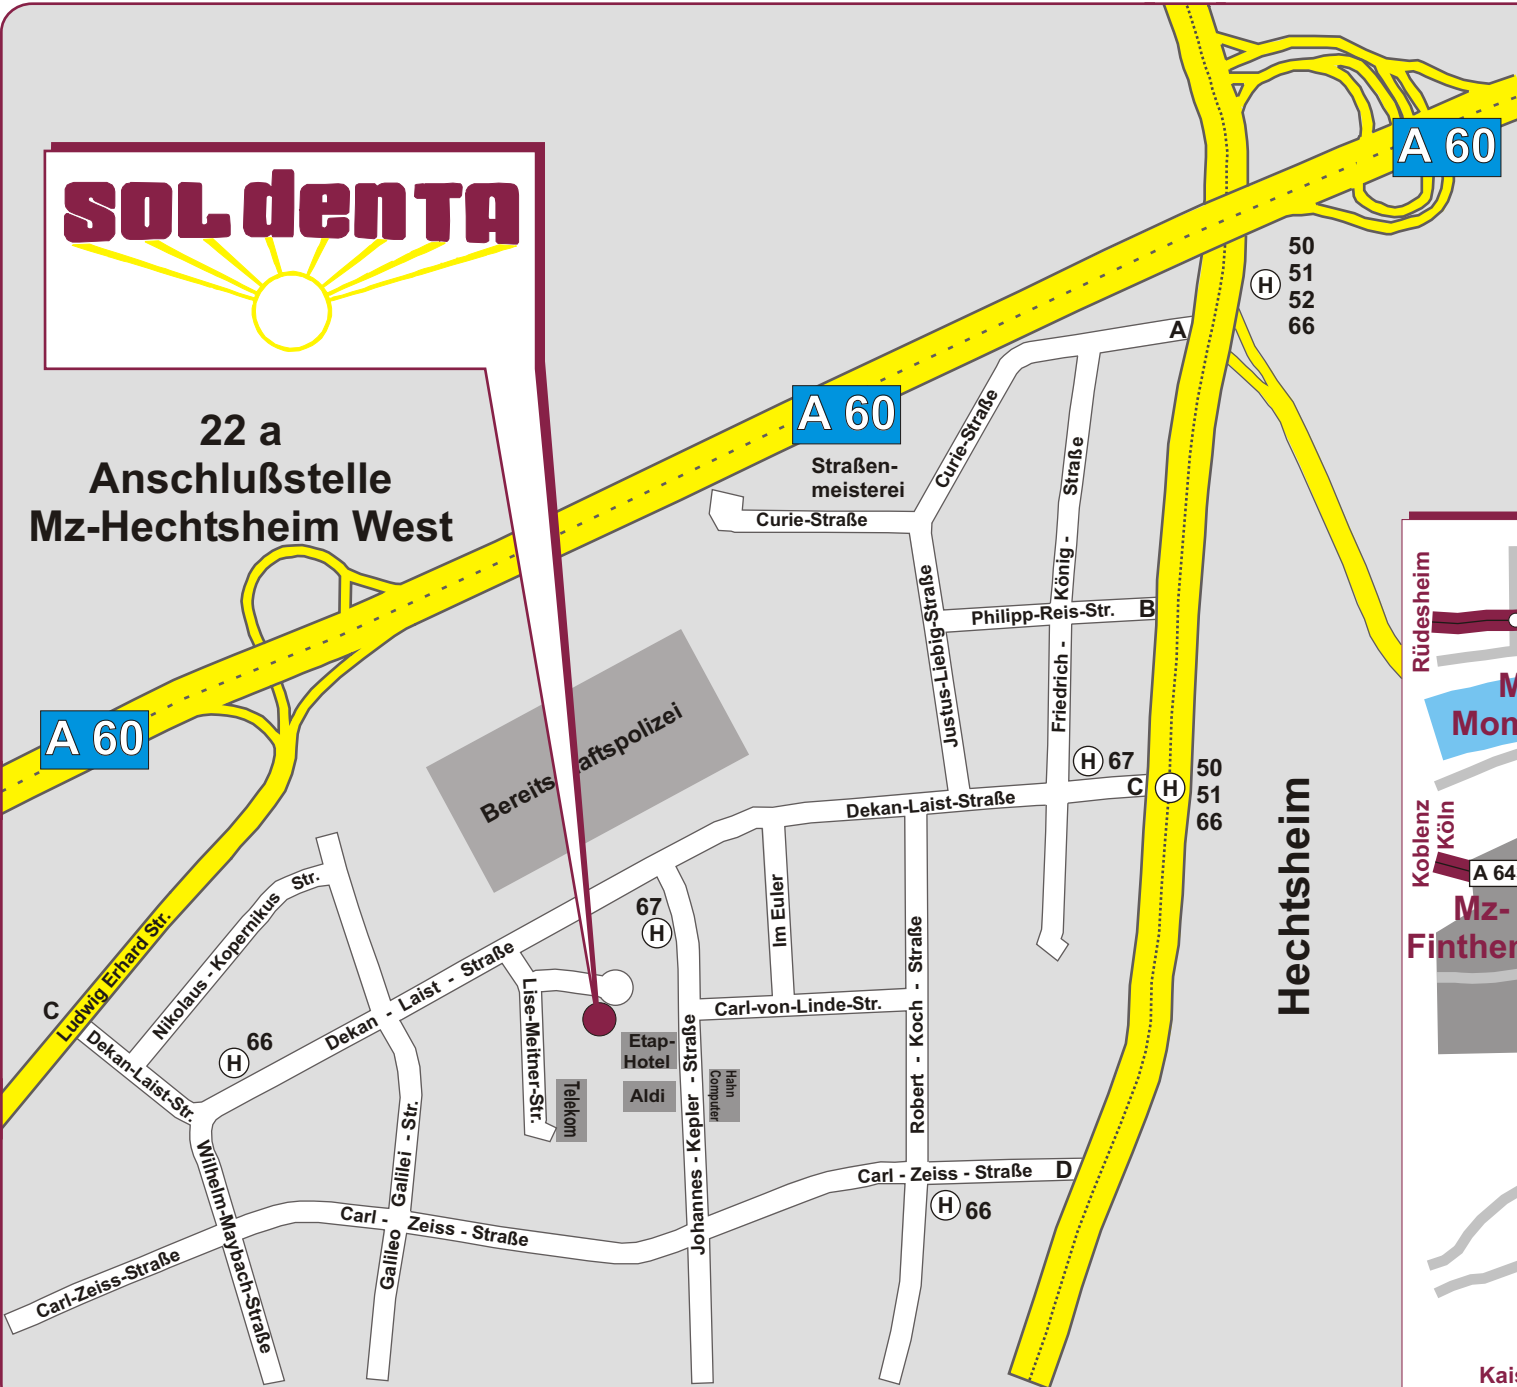 A 60
SOLdenTA
50
51
H
52
66
A
A 60
22 a
Anschlußstelle
Mz-Hechtsheim West
Curie-Straße
Straßen-
meisterei
Curie-Straße
Friedrich - König - Straße
Justus-Liebig-Straße
Philipp-Reis-Str.
B
Rüdesheim
A 60
Mon
H 67
C
H
50
51
66
Dekan-Laist-Straße
Hechtsheim
Koblenz
Köln
A 64
Mz-
Finthen
Im Euler
67
H
Robert - Koch - Straße
Nikolaus - Kopernikus Str.
Ludwig Erhard Str.
C
Dekan-Laist-Str.
66
H
Dekan - Laist - Straße
Lise-Meitner-Str.
Carl-von-Linde-Str.
Etap-
Hotel
Aldi
Telekom
Hahn
Computer
Johannes - Kepler - Straße
Galileo Galilei - Str.
Wilhelm-Maybach-Straße
Carl - Zeiss - Straße
D
H 66
Carl - Zeiss - Straße
Carl-Zeiss-Straße